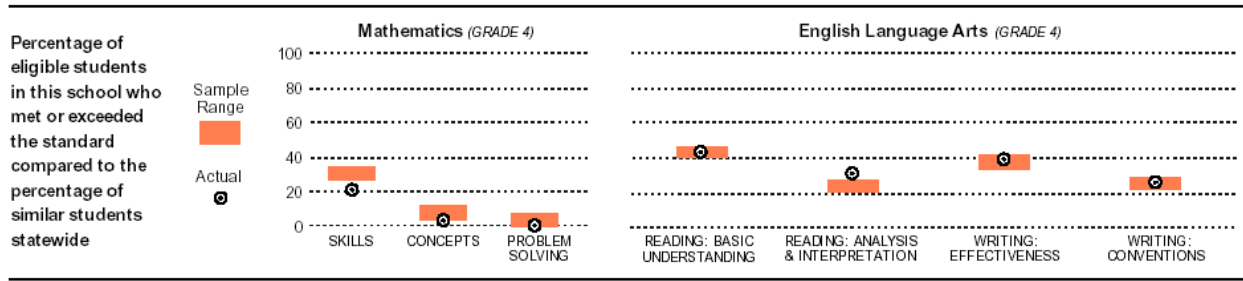 Percentage of
eligible students
in this school who
met or exceeded
the standard
compared to the
percentage of
similar students
statewide
Sample
Range
Actual
Mathematics (GRADE 4)
100
80
60
40
20
0
SKILLS
CONCEPTS
PROBLEM
SOLVING
English Language Arts (GRADE 4)
READING: BASIC
UNDERSTANDING
READING: ANALYSIS
& INTERPRETATION
WRITING:
EFFECTIVENESS
WRITING:
CONVENTIONS